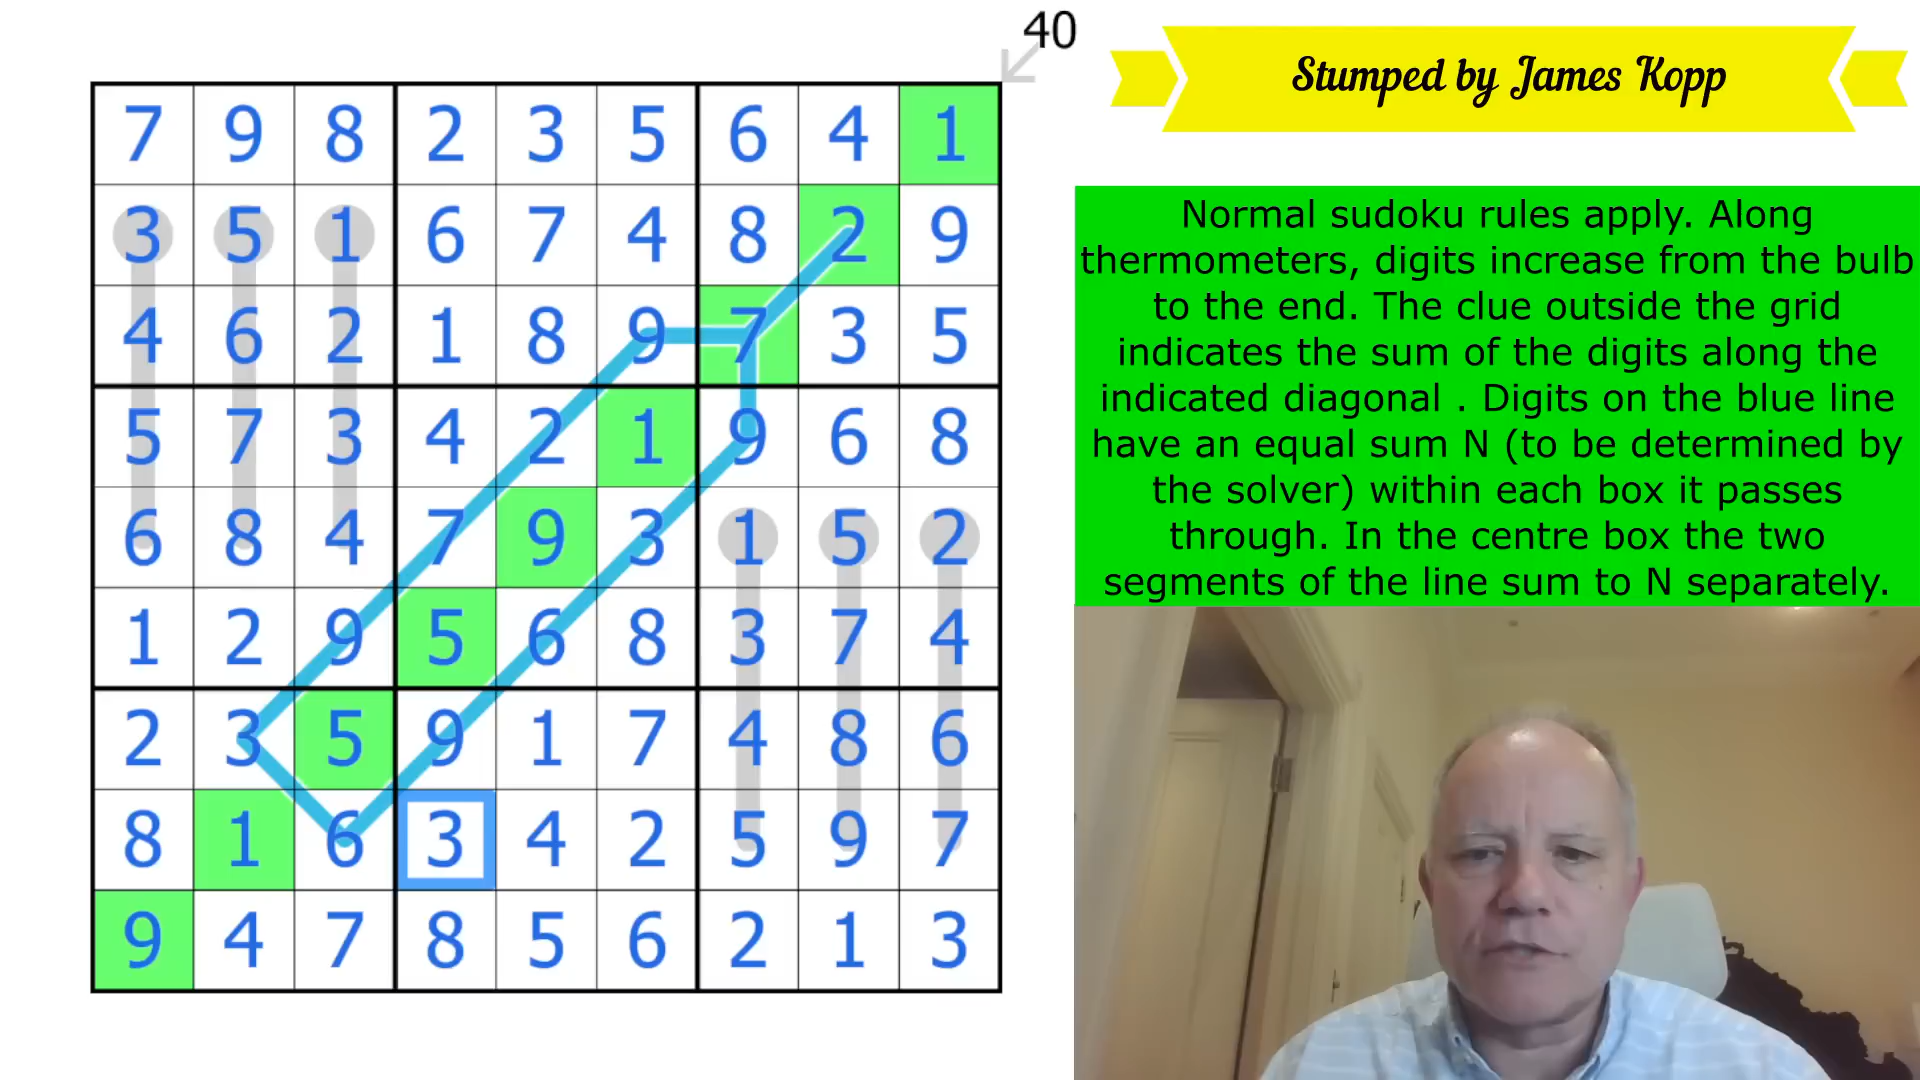 40
Stumped by James Kopp
7 9 8 2 3 5 6 4 1
3 5 1 6 7 4 8 2 9
4 6 2 1 8 9 7 3 5
5 7 3 4 2 1 9 6 8
6 8 4 7 9 3 1 5 2
1 2 9 5 6 8 3 7 4
2 3 5 9 1 7 4 8 6
8 1 6 3 4 2 5 9 7
9 4 7 8 5 6 2 1 3
Normal sudoku rules apply. Along
thermometers, digits increase from the bulb
to the end. The clue outside the grid
indicates the sum of the digits along the
indicated diagonal . Digits on the blue line
have an equal sum N (to be determined by
the solver) within each box it passes
through. In the centre box the two
segments of the line sum to N separately.